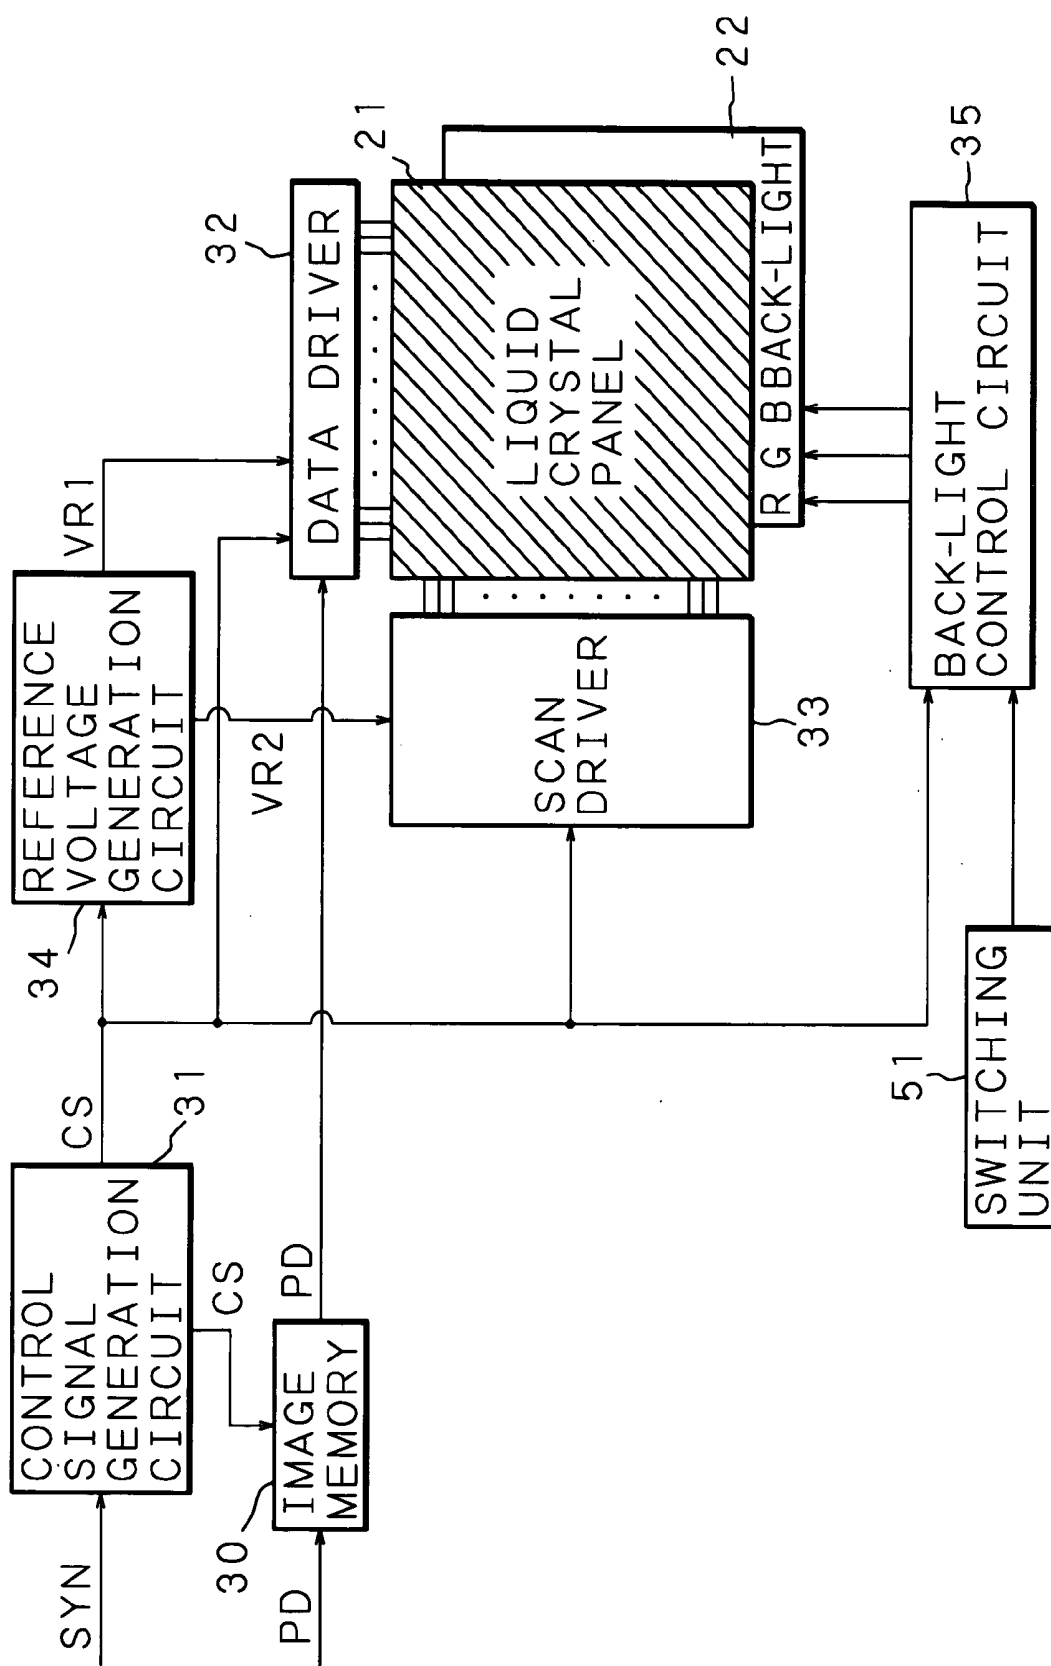 SYN
CONTROL
SIGNAL
GENERATION
CIRCUIT
31
CS
CS
34
REFERENCE
VOLTAGE
GENERATION
CIRCUIT
VR1
VR2
PD
30
IMAGE
MEMORY
PD
32
DATA DRIVER
SCAN
DRIVER
33
21
LIQUID
CRYSTAL
PANEL
22
R G B BACK-LIGHT
51
SWITCHING
UNIT
35
BACK-LIGHT
CONTROL CIRCUIT